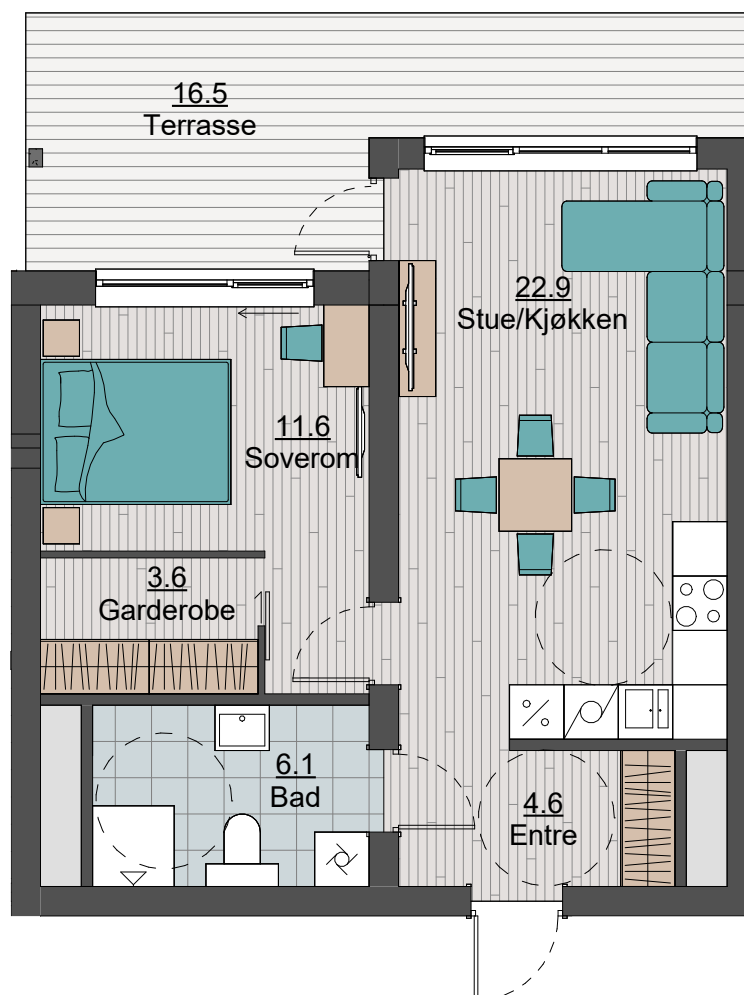 16.5
Terrasse
22.9
Stue/Kjøkken
11.6
Soverom
3.6
Garderobe
6.1
Bad
4.6
Entre